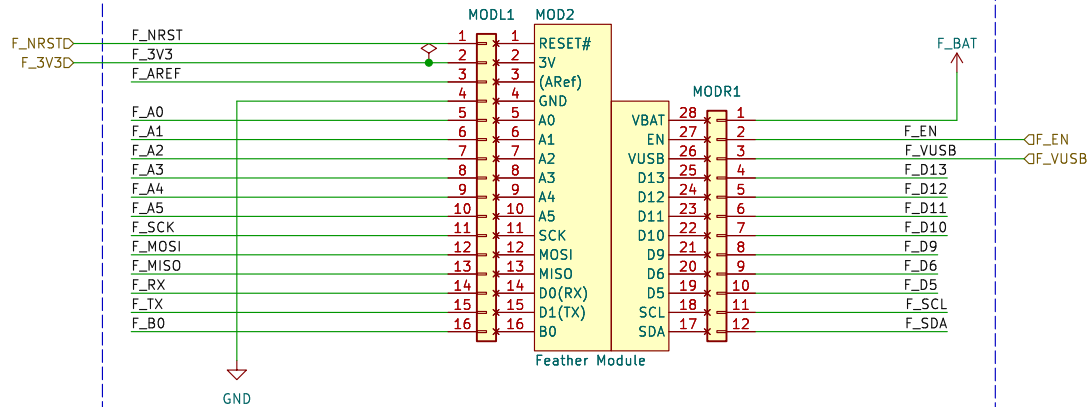 MODL1 MOD2
F_NRST F_NRST 1 1 RESET#
F_3V3 F_3V3 2 2 3V F_BAT
F_AREF 3 3 (ARef)
MODR1
4 4 GND
F_A0 5 5 A0 VBAT 28 1
F_A1 6 6 A1 EN 27 2 F_EN F_EN
F_A2 7 7 A2 VUSB 26 3 F_VUSB F_VUSB
F_A3 8 8 A3 D13 25 4 F_D13
F_A4 9 9 A4 D12 24 5 F_D12
F_A5 10 10 A5 D11 23 6 F_D11
F_SCK 11 11 SCK D10 22 7 F_D10
F_MOSI 12 12 MOSI D9 21 8 F_D9
F_MISO 13 13 MISO D6 20 9 F_D6
F_RX 14 14 D0(RX) D5 19 10 F_D5
F_TX 15 15 D1(TX) SCL 18 11 F_SCL
F_B0 16 16 B0 SDA 17 12 F_SDA
Feather Module
GND